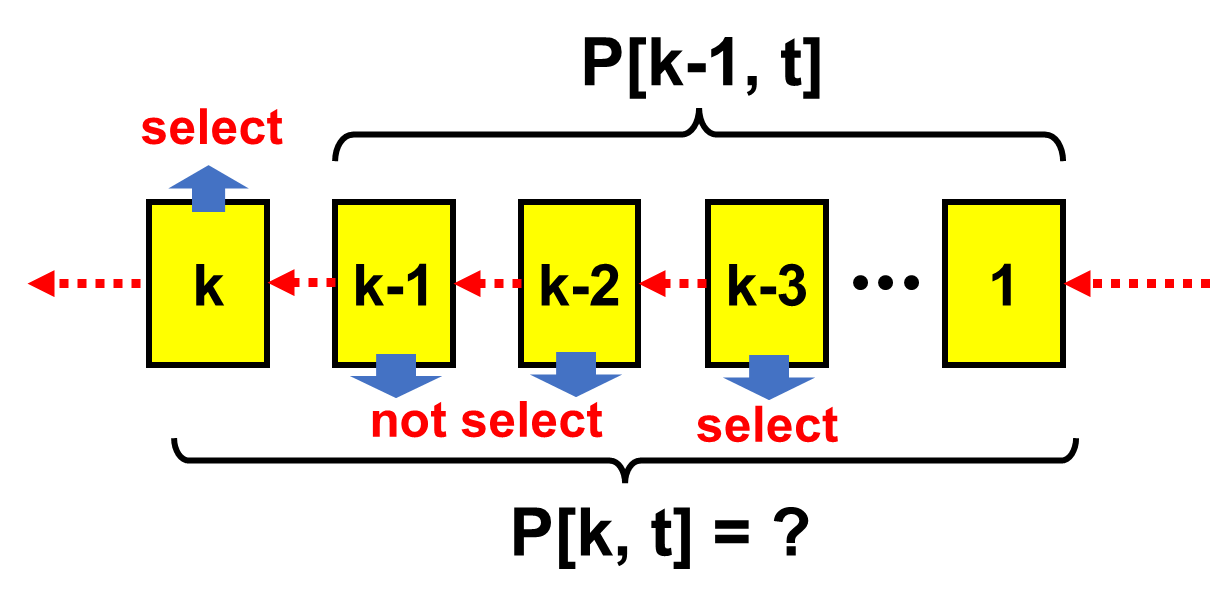 P[k-1, t]
select
k
k-1
k-2
k-3
•••
1
not select
select
P[k, t] = ?